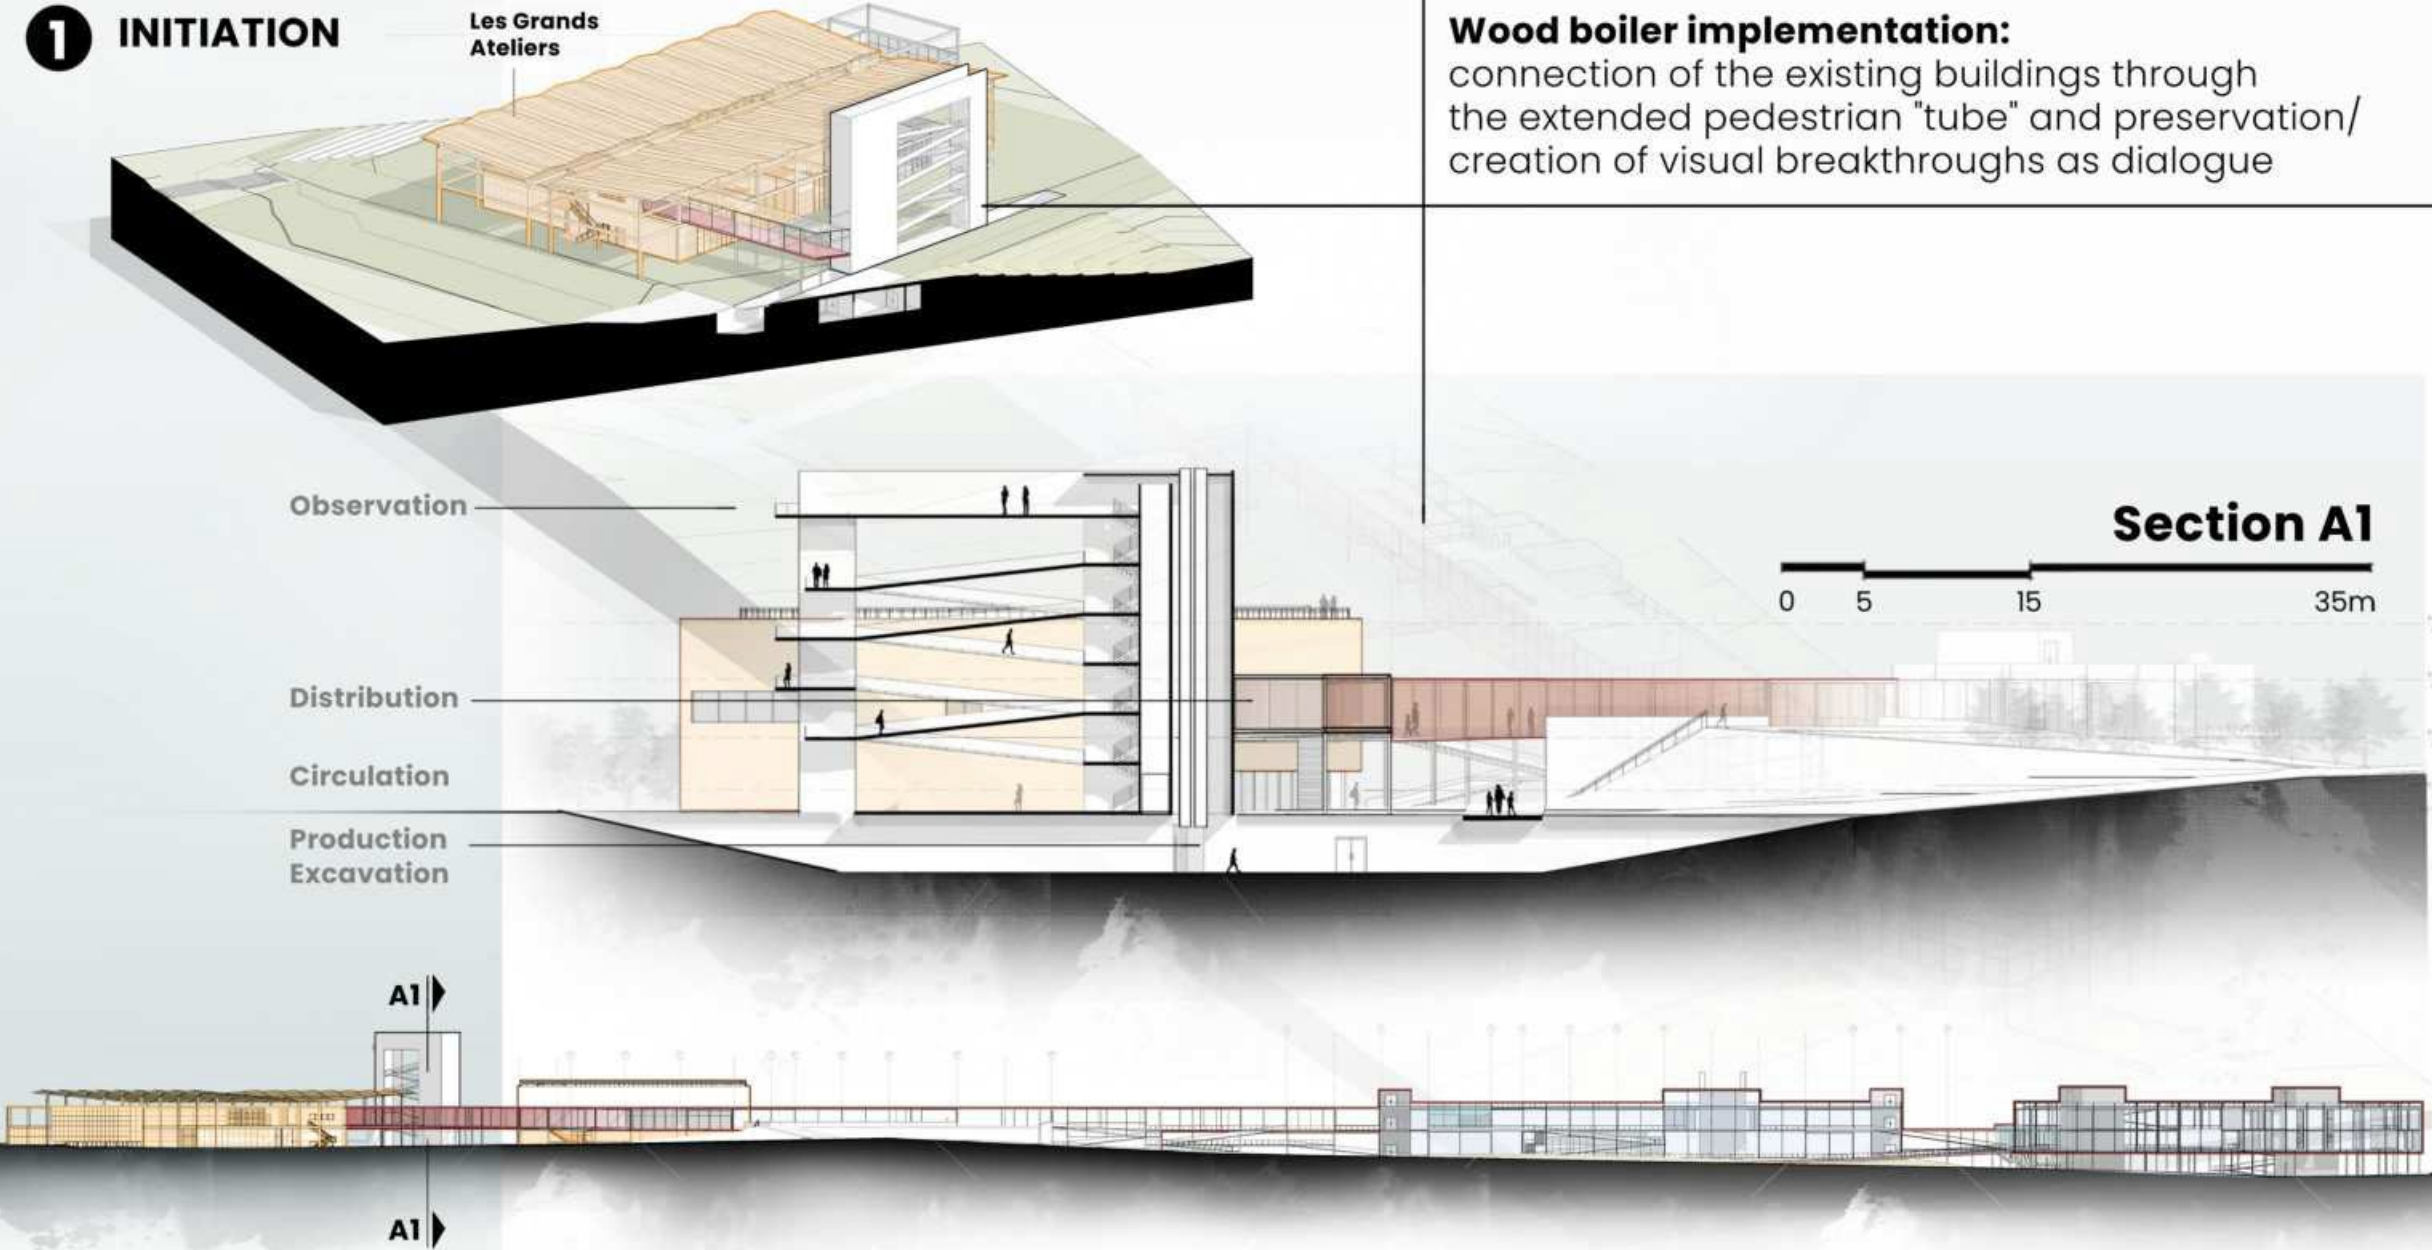 1 INITIATION
Les Grands
Ateliers
Wood boiler implementation:
connection of the existing buildings through
the extended pedestrian "tube" and preservation/
creation of visual breakthroughs as dialogue
Observation
Section A1
0 5 15 35m
Distribution
Circulation
Production
Excavation
A1
A1